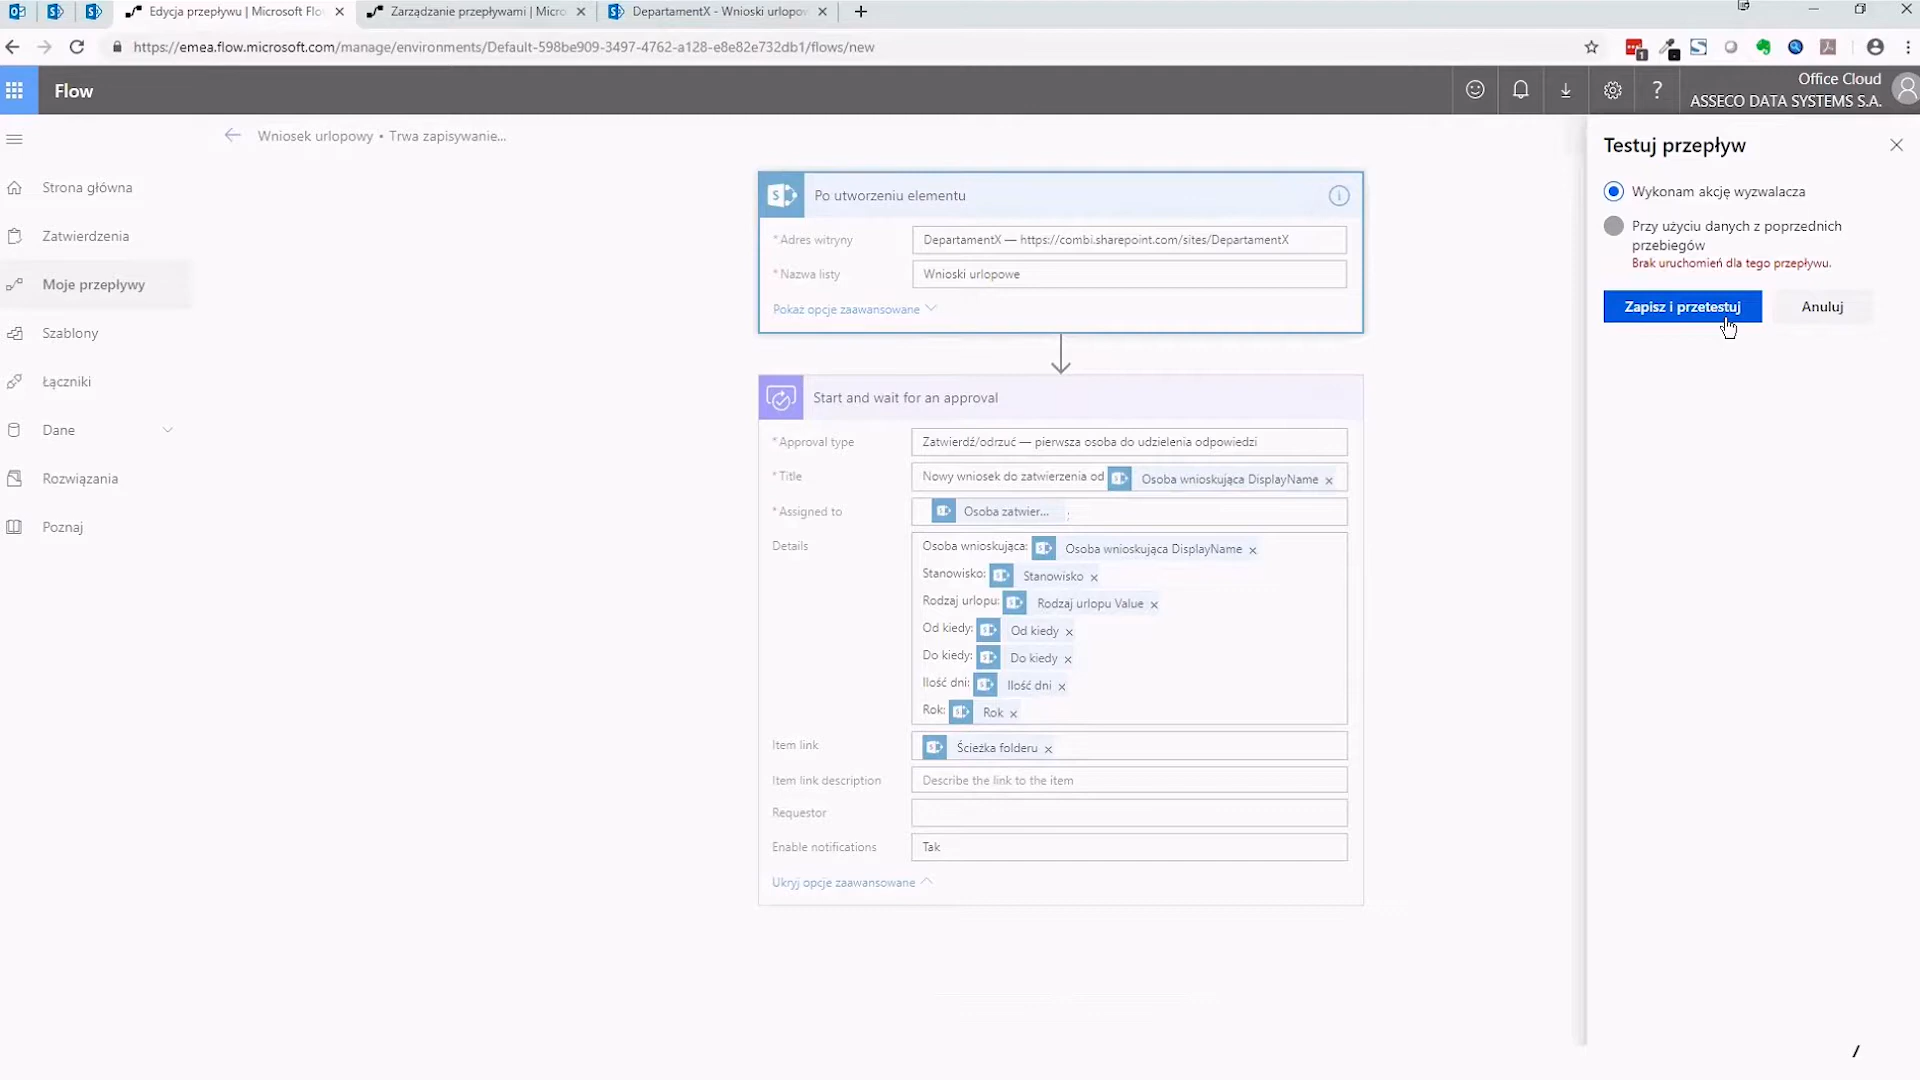 Edycja przepływu | Microsoft Flo
Zarządzanie przepływami | Micro
DepartamentX - Wnioski urlopo
https://emea.flow.microsoft.com/manage/environments/Default-598be909-3497-4762-a128-e8e82e732db1/flows/new
Flow
Office Cloud
ASSECO DATA SYSTEMS S.A.
Wniosek urlopowy • Trwa zapisywanie...
Strona główna
Zatwierdzenia
Moje przepływy
Szablony
Łączniki
Dane
Rozwiązania
Poznaj
Po utworzeniu elementu
* Adres witryny
DepartamentX — https://combi.sharepoint.com/sites/DepartamentX
* Nazwa listy
Wnioski urlopowe
Pokaż opcje zaawansowane
Start and wait for an approval
* Approval type
Zatwierdź/odrzuć — pierwsza osoba do udzielenia odpowiedzi
* Title
Nowy wniosek do zatwierzenia od Osoba wnioskująca DisplayName ×
* Assigned to
Osoba zatwier... ;
Details
Osoba wnioskująca: Osoba wnioskująca DisplayName ×
Stanowisko: Stanowisko ×
Rodzaj urlopu: Rodzaj urlopu Value ×
Od kiedy: Od kiedy ×
Do kiedy: Do kiedy ×
Ilość dni: Ilość dni ×
Rok: Rok ×
Item link
Ścieżka folderu ×
Item link description
Describe the link to the item
Requestor
Enable notifications
Tak
Ukryj opcje zaawansowane
Testuj przepływ
Wykonam akcję wyzwalacza
Przy użyciu danych z poprzednich
przebiegów
Brak uruchomień dla tego przepływu.
Zapisz i przetestuj
Anuluj